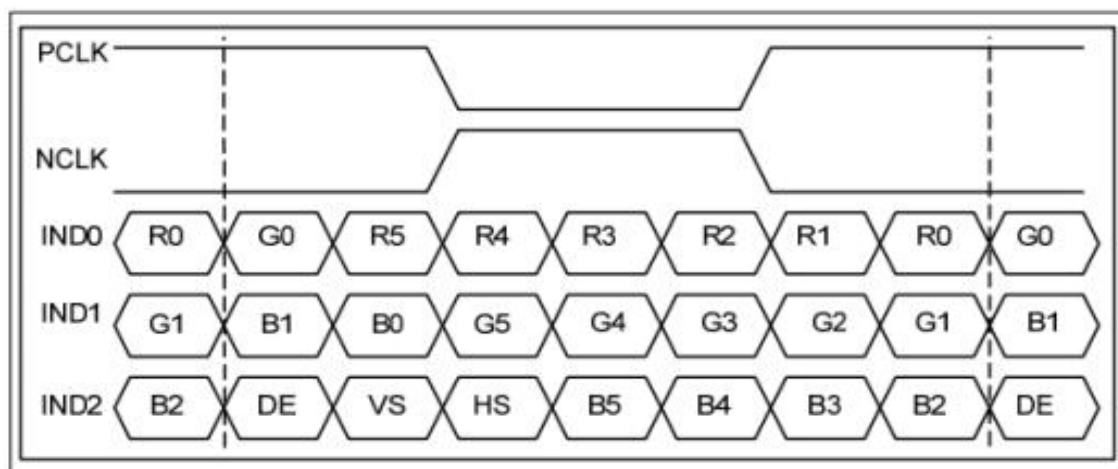 PCLK
NCLK
IND0 R0 G0 R5 R4 R3 R2 R1 R0 G0
IND1 G1 B1 B0 G5 G4 G3 G2 G1 B1
IND2 B2 DE VS HS B5 B4 B3 B2 DE